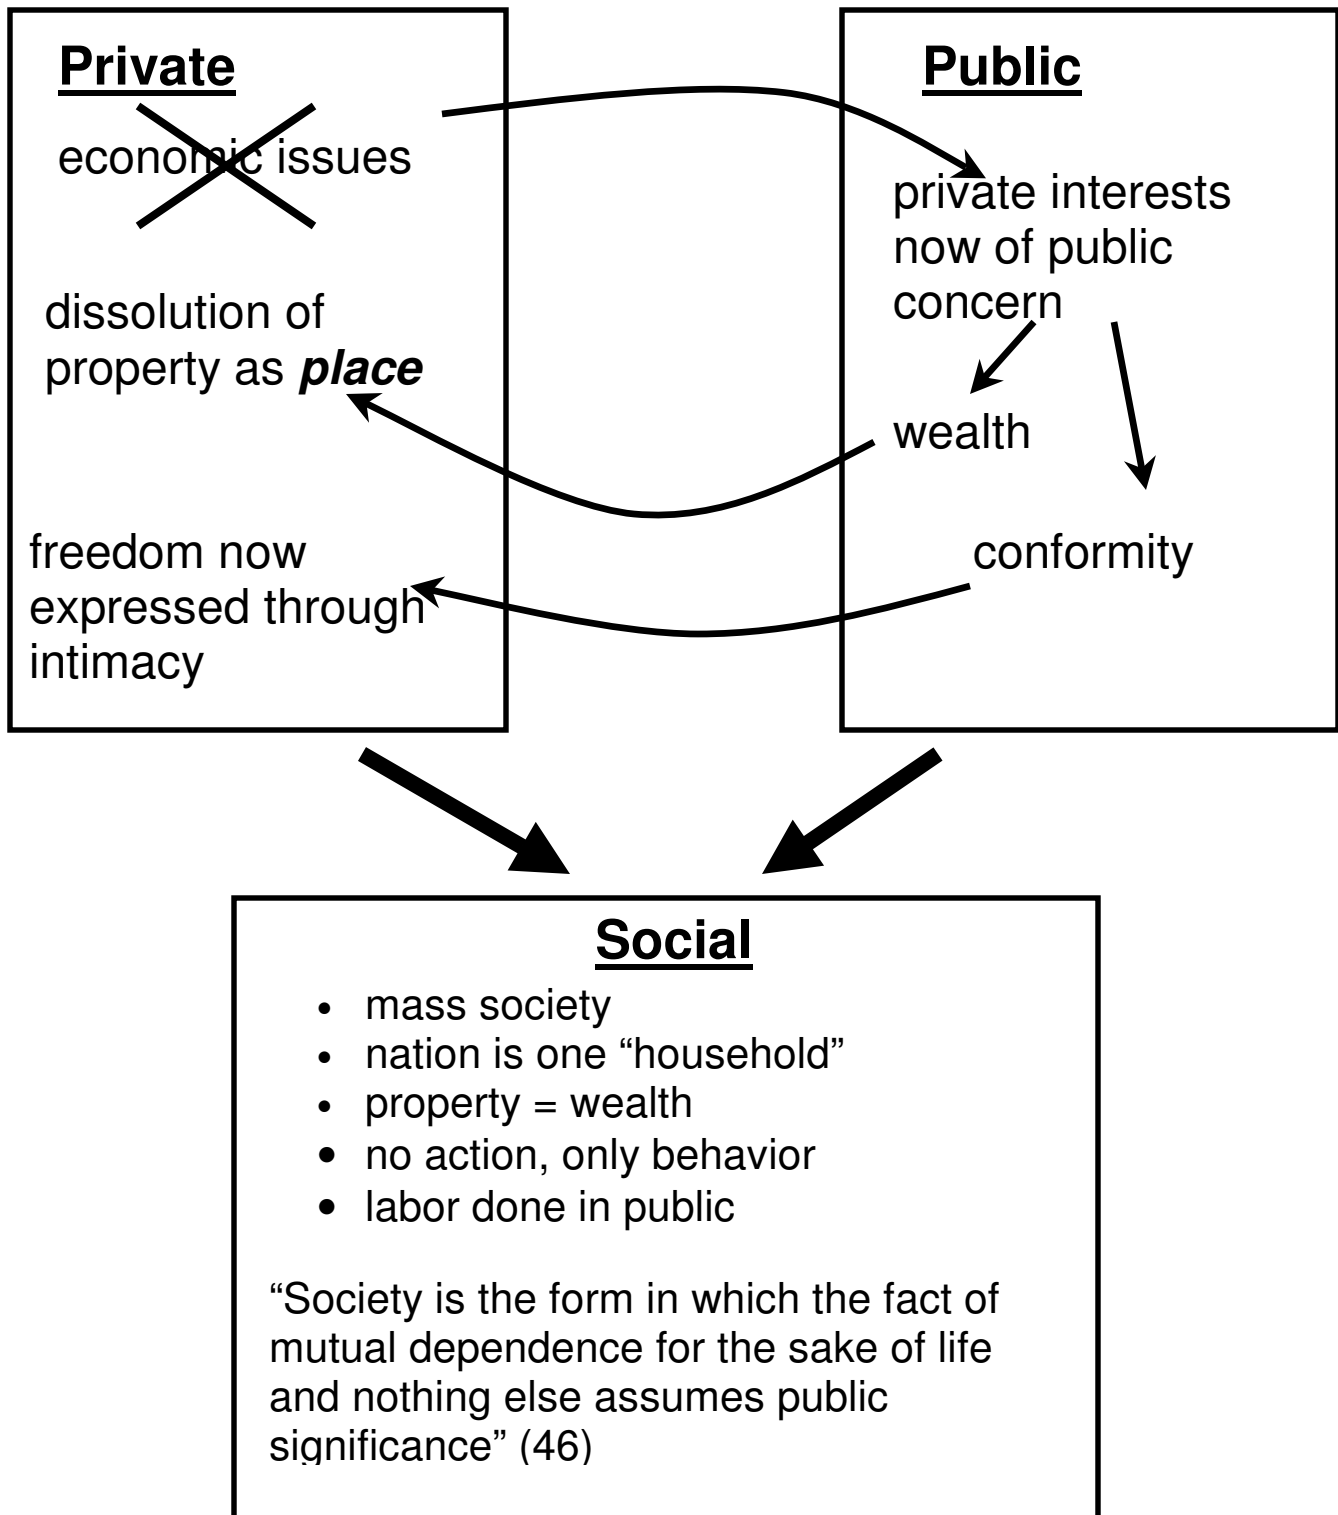 Private
economic issues
dissolution of
property as place
freedom now
expressed through
intimacy
Public
private interests
now of public
concern
wealth
conformity
Social
• mass society
• nation is one “household”
• property = wealth
• no action, only behavior
• labor done in public
“Society is the form in which the fact of
mutual dependence for the sake of life
and nothing else assumes public
significance” (46)